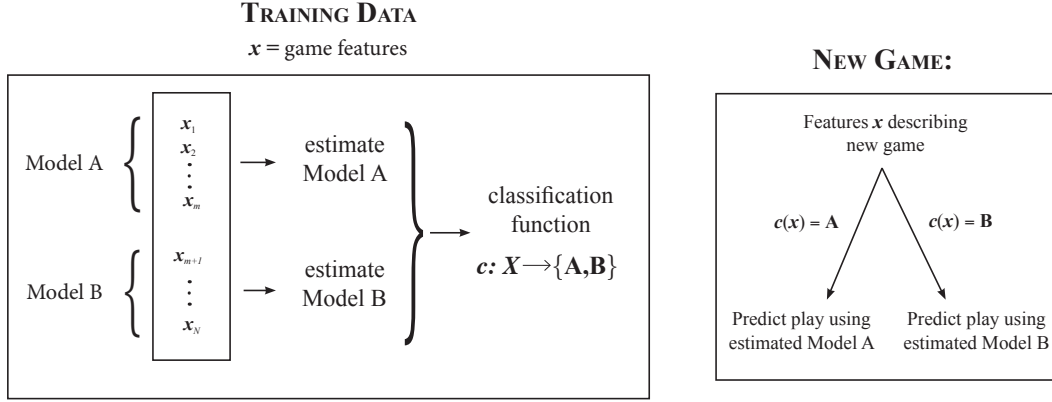 TRAINING DATA
x = game features
Model A
x1
x2
xm
estimate
Model A
Model B
xm+1
xN
estimate
Model B
classification
function
c: X→{A,B}
NEW GAME:
Features x describing
new game
c(x) = A
c(x) = B
Predict play using
estimated Model A
Predict play using
estimated Model B